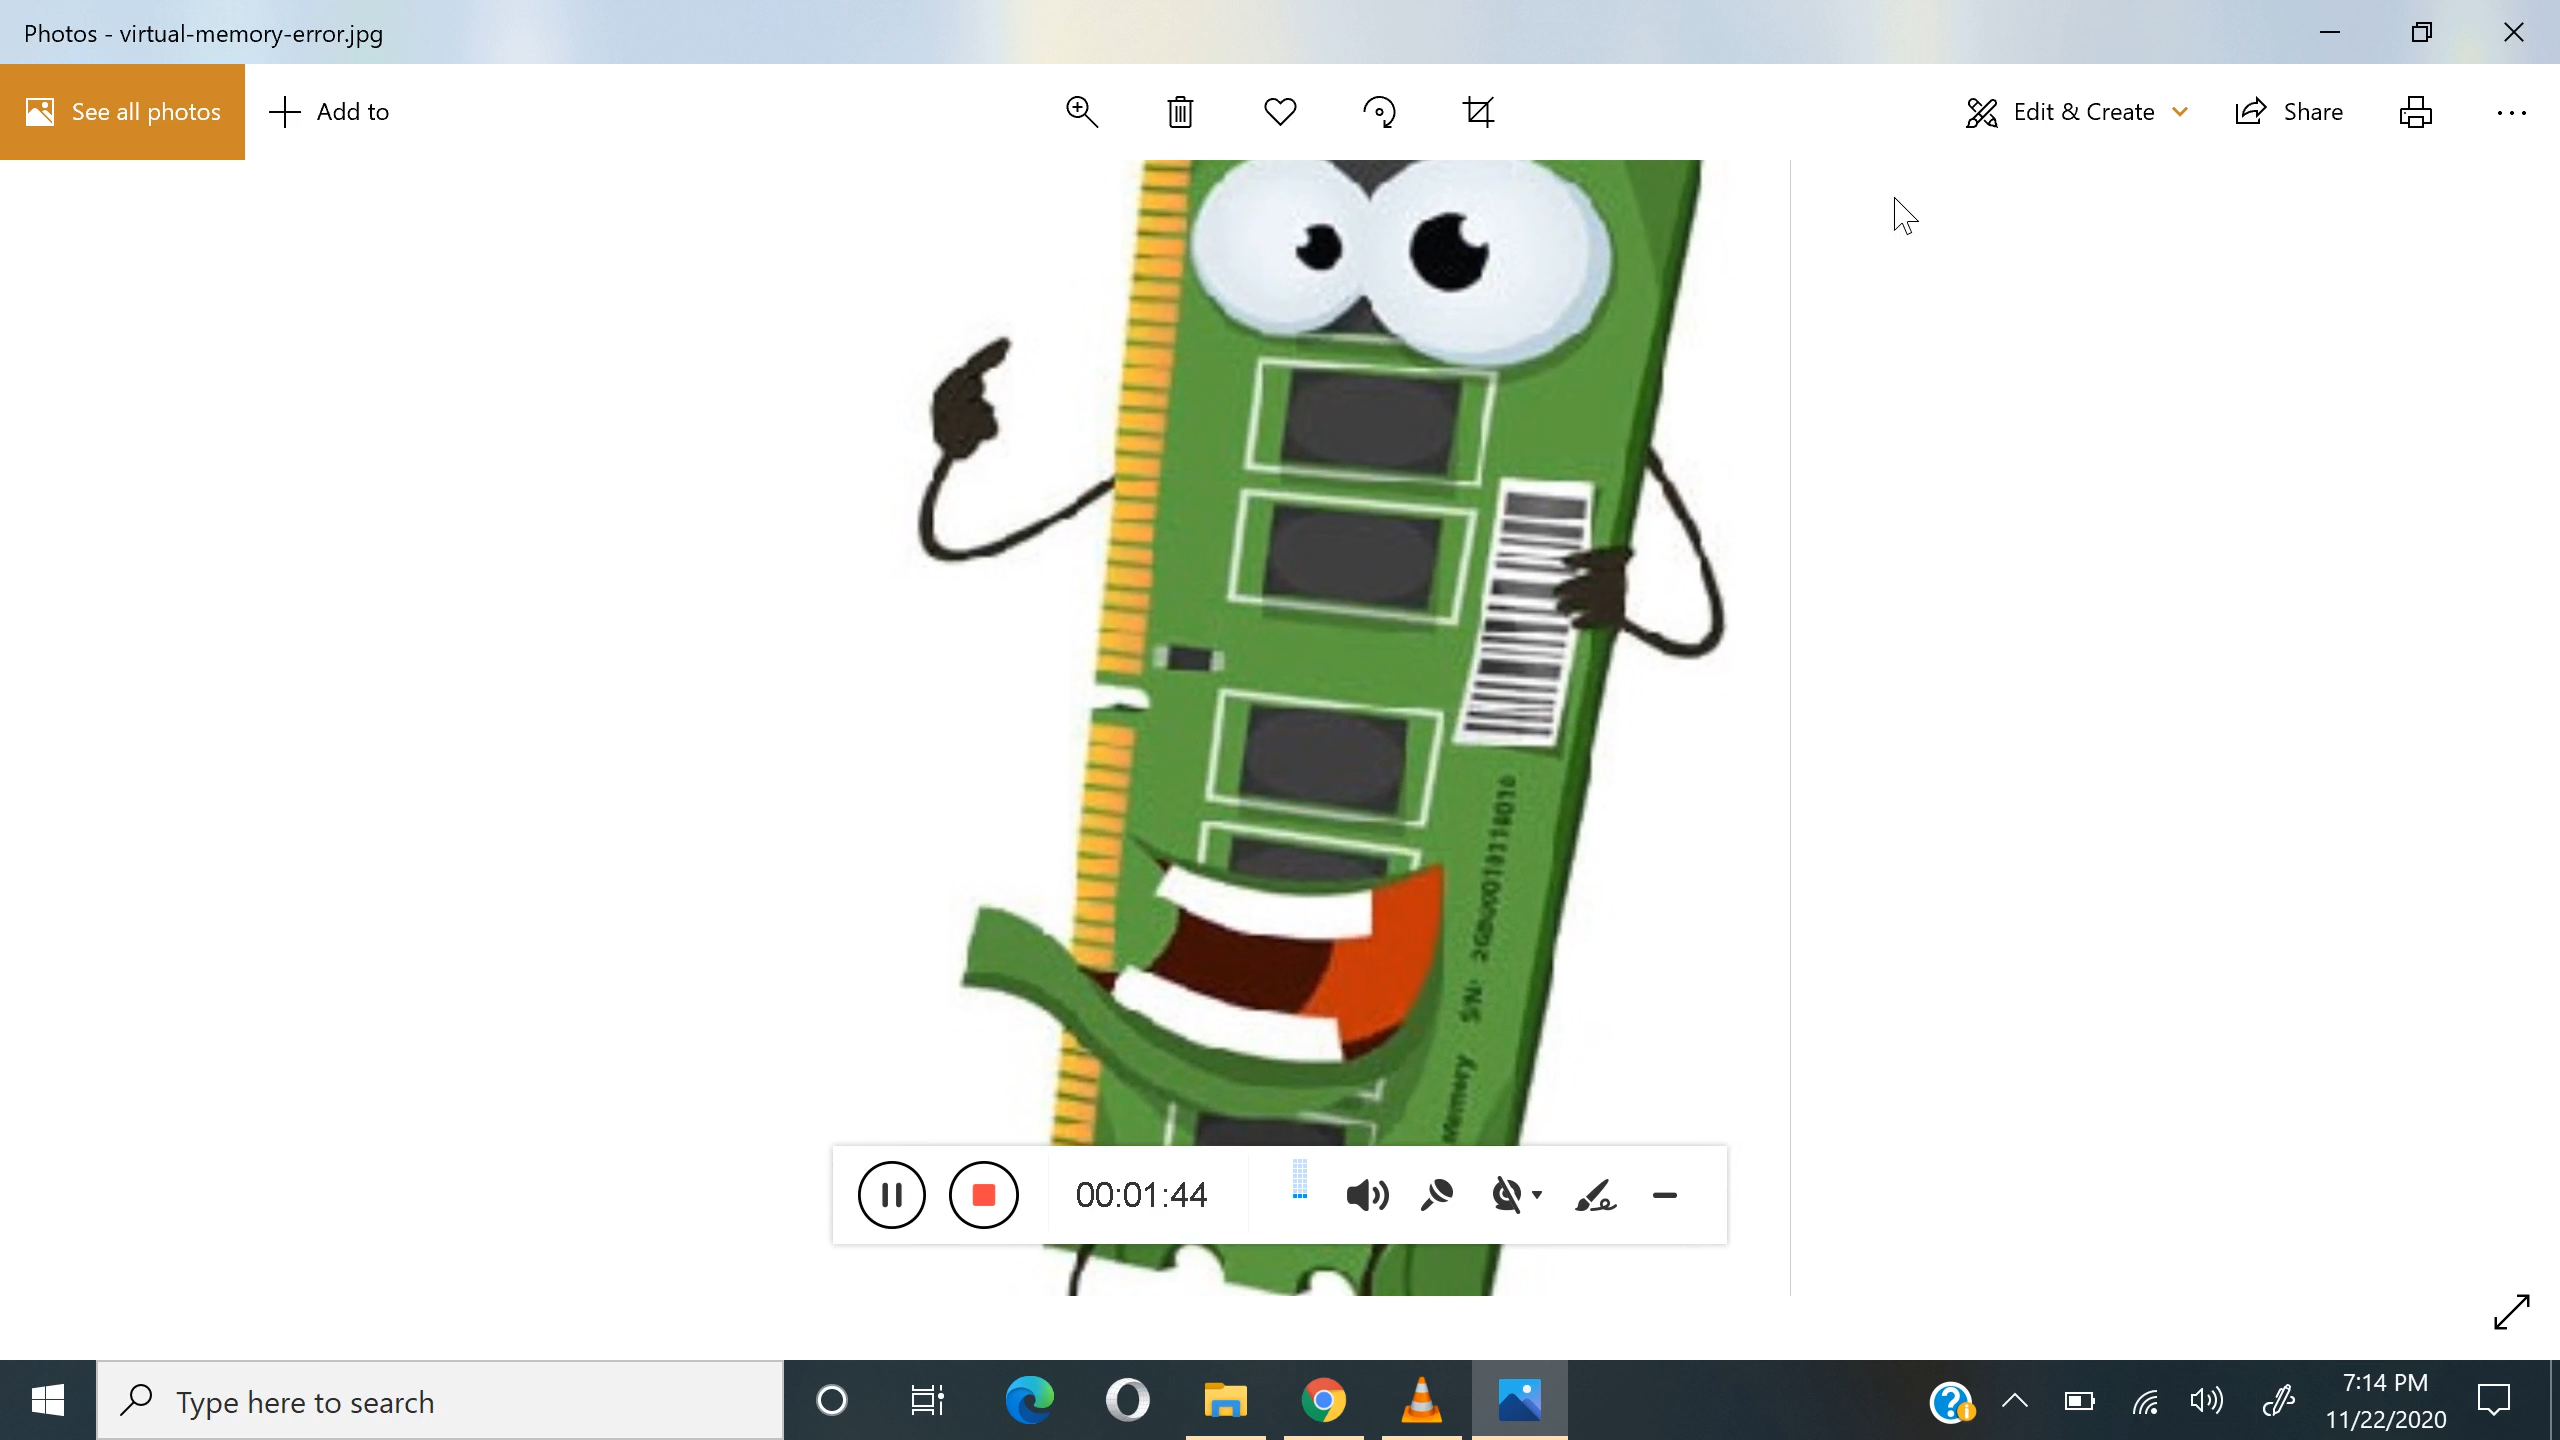 Photos - virtual-memory-error.jpg
See all photos
Add to
Edit & Create
Share
Memory S/N:
00:01:44
Type here to search
7:14 PM
11/22/2020